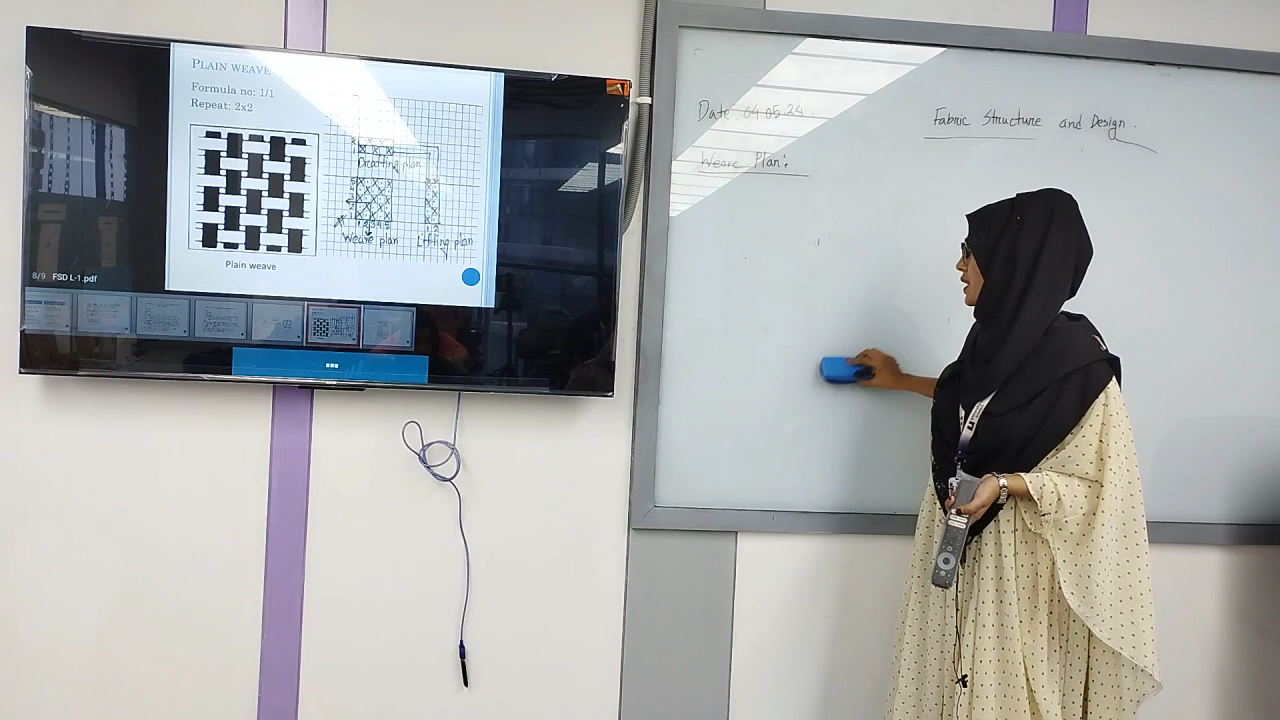 PLAIN WEAVE
Formula no: 1/1
Repeat: 2x2
Drafting plan
Weave plan
Lifting plan
Plain weave
8/9 FSD L-1.pdf
Date 04.05.24
Fabric Structure and Design.
Weave Plan: